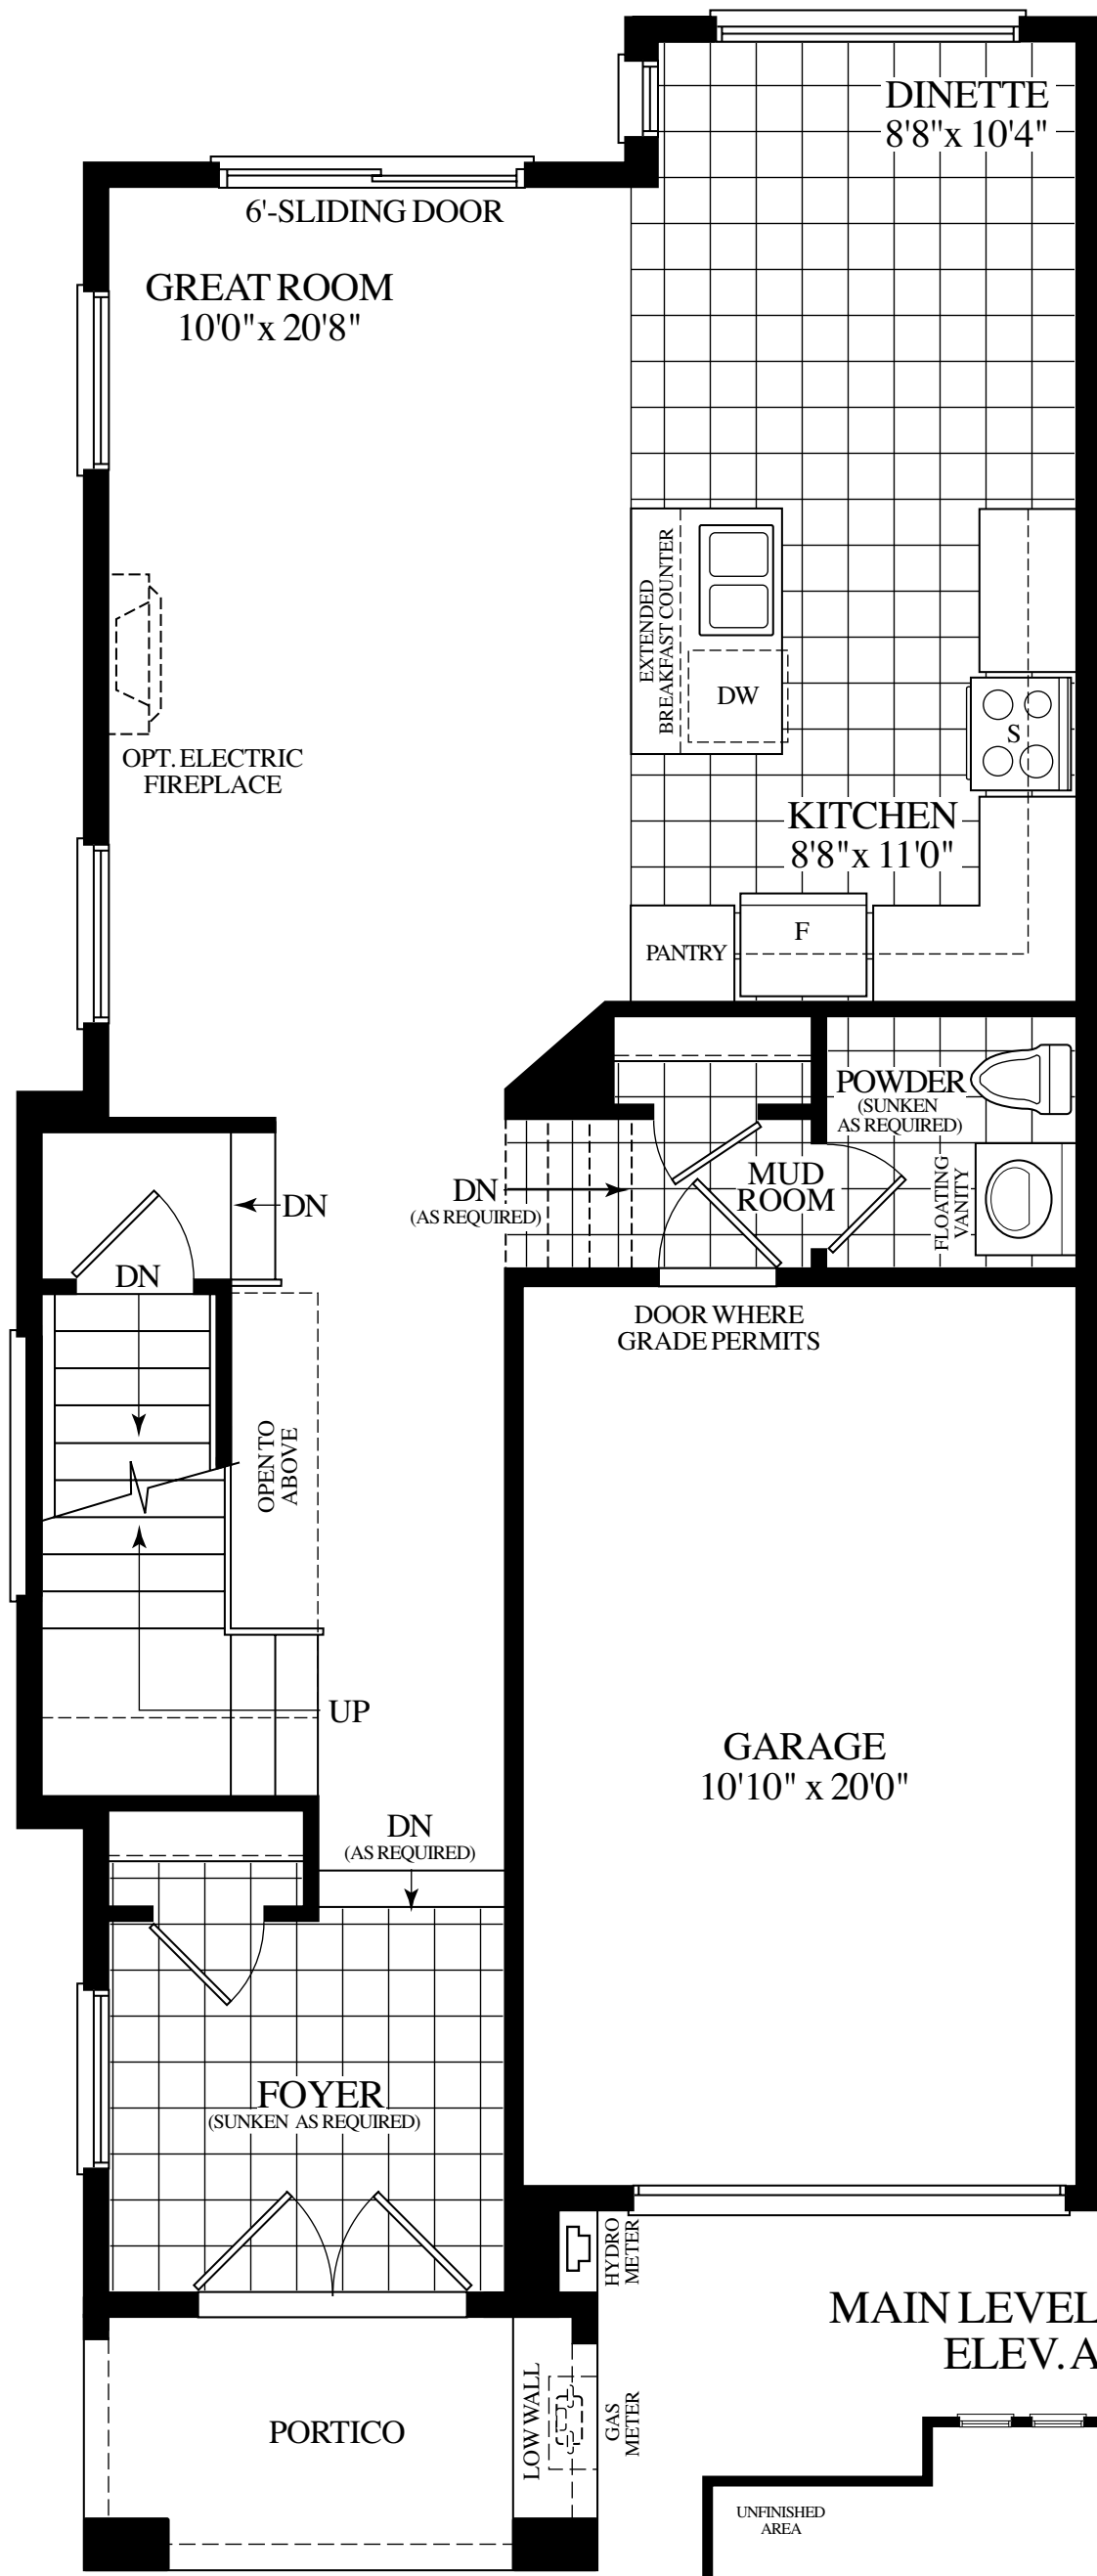 DINETTE
8'8" x 10'4"
6'-SLIDING DOOR
GREAT ROOM
10'0" x 20'8"
EXTENDED
BREAKFAST COUNTER
DW
S
OPT. ELECTRIC
FIREPLACE
KITCHEN
8'8" x 11'0"
F
PANTRY
POWDER
(SUNKEN
AS REQUIRED)
MUD
ROOM
DN
(AS REQUIRED)
FLOATING
VANITY
DN
DN
DOOR WHERE
GRADE PERMITS
OPEN TO
ABOVE
UP
GARAGE
10'10" x 20'0"
DN
(AS REQUIRED)
FOYER
(SUNKEN AS REQUIRED)
HYDRO
METER
MAIN LEVEL
ELEV. A
LOW WALL
GAS
METER
PORTICO
UNFINISHED
AREA